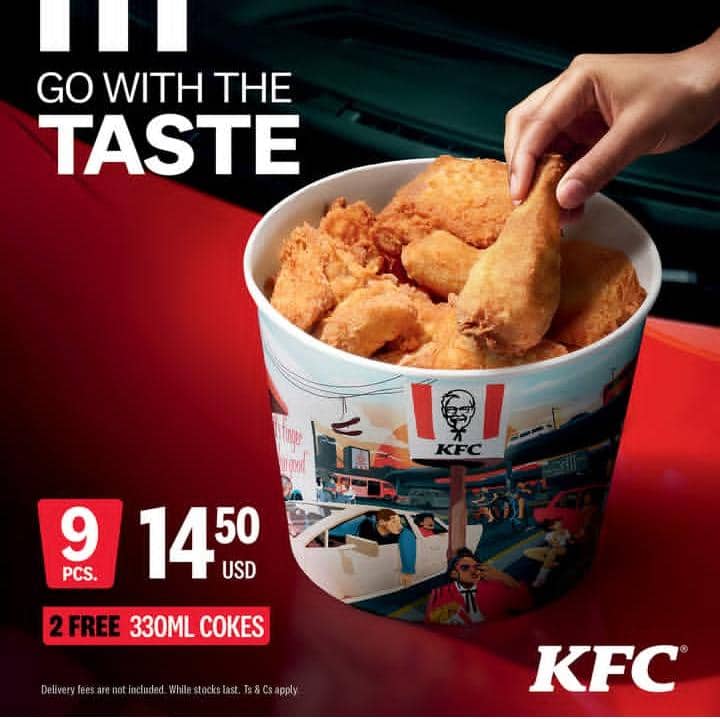 GO WITH THE
TASTE
KFC
9
PCS.
14 50
USD
2 FREE 330ML COKES
KFC®
Delivery fees are not included. While stocks last. Ts & Cs apply.